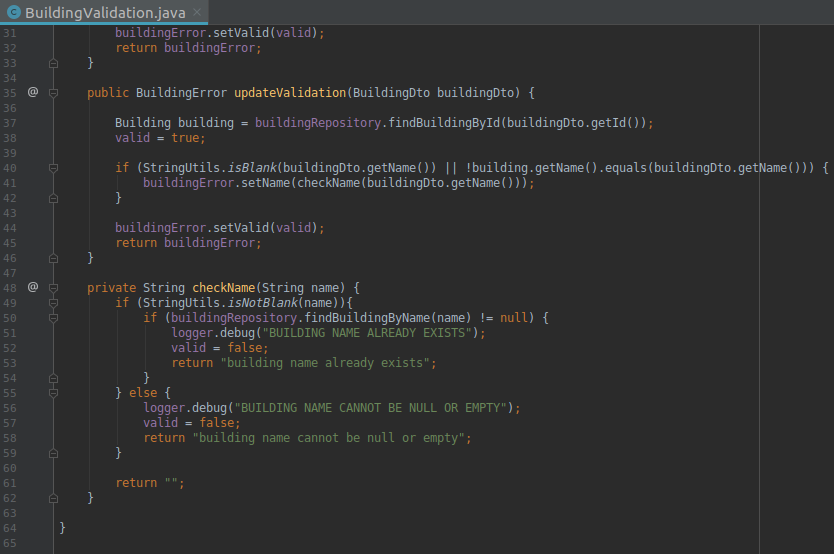 BuildingValidation.java
31 buildingError.setValid(valid);
32 return buildingError;
33 }
34
35 @ public BuildingError updateValidation(BuildingDto buildingDto) {
36
37 Building building = buildingRepository.findBuildingById(buildingDto.getId());
38 valid = true;
39
40 if (StringUtils.isBlank(buildingDto.getName()) || !building.getName().equals(buildingDto.getName())) {
41 buildingError.setName(checkName(buildingDto.getName()));
42 }
43
44 buildingError.setValid(valid);
45 return buildingError;
46 }
47
48 @ private String checkName(String name) {
49 if (StringUtils.isNotBlank(name)){
50 if (buildingRepository.findBuildingByName(name) != null) {
51 logger.debug("BUILDING NAME ALREADY EXISTS");
52 valid = false;
53 return "building name already exists";
54 }
55 } else {
56 logger.debug("BUILDING NAME CANNOT BE NULL OR EMPTY");
57 valid = false;
58 return "building name cannot be null or empty";
59 }
60
61 return "";
62 }
63
64 }
65